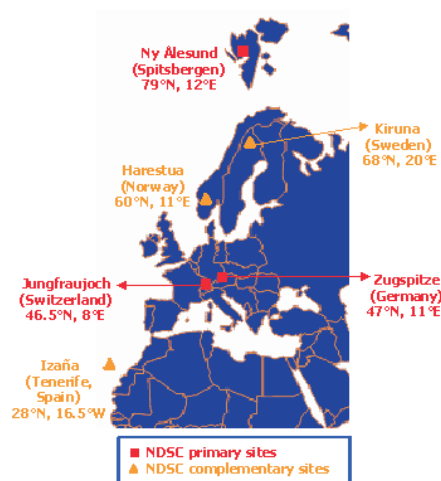 Ny Ålesund
(Spitsbergen)
79°N, 12°E
Kiruna
(Sweden)
68°N, 20°E
Harestua
(Norway)
60°N, 11°E
Jungfraujoch
(Switzerland)
46.5°N, 8°E
Zugspitze
(Germany)
47°N, 11°E
Izaña
(Tenerife,
Spain)
28°N, 16.5°W
NDSC primary sites
NDSC complementary sites